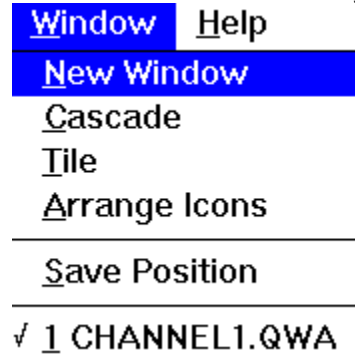 Window Help
New Window
Cascade
Tile
Arrange Icons
Save Position
√ 1 CHANNEL1.QWA